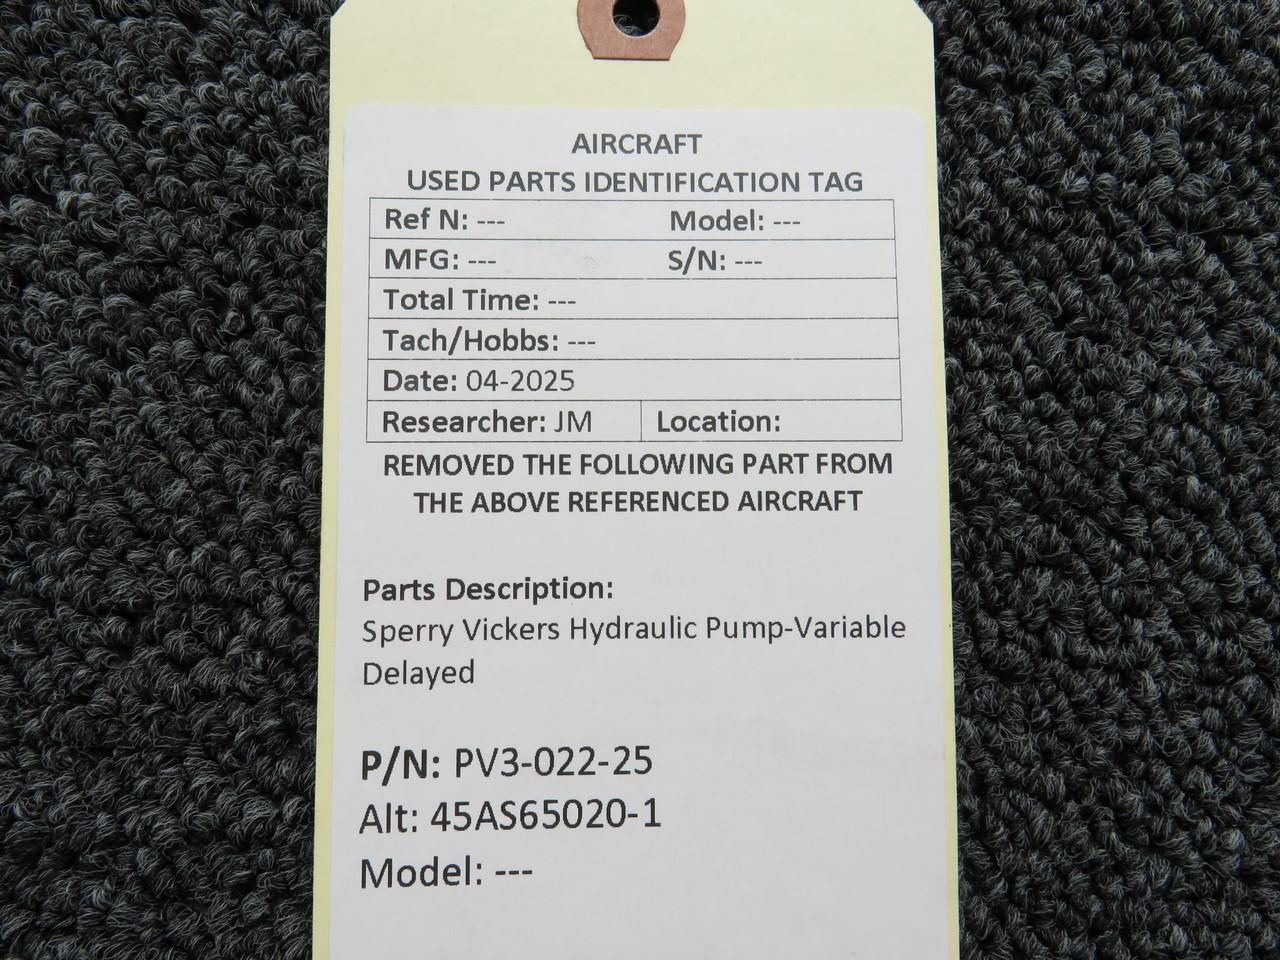 AIRCRAFT
USED PARTS IDENTIFICATION TAG
Ref N: --- Model: ---
MFG: --- S/N: ---
Total Time: ---
Tach/Hobbs: ---
Date: 04-2025
Researcher: JM Location:
REMOVED THE FOLLOWING PART FROM
THE ABOVE REFERENCED AIRCRAFT
Parts Description:
Sperry Vickers Hydraulic Pump-Variable
Delayed
P/N: PV3-022-25
Alt: 45AS65020-1
Model: ---